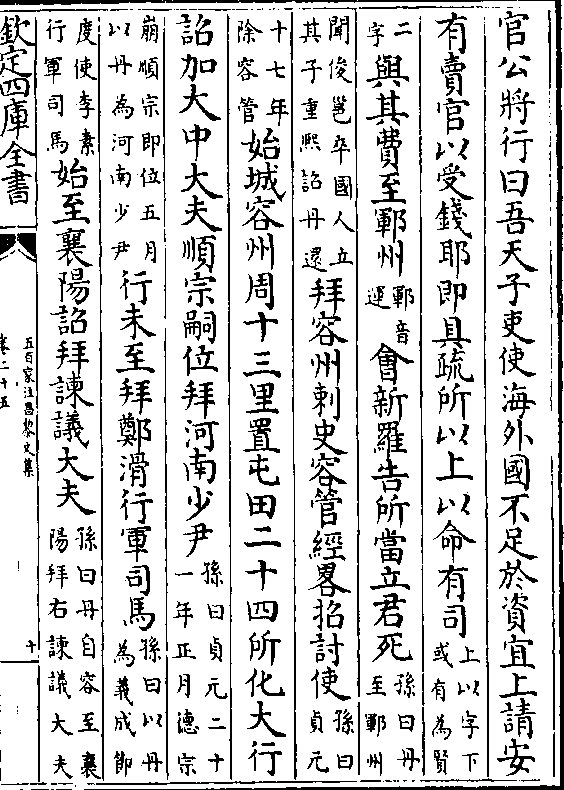 官公將行曰吾天子吏使海外國不足於資宜上請安
有賣官以受錢耶即具疏所以上以命有司上以字下或有為賢
二字與其費至鄆州鄆音運會新羅告所當立君死孫曰丹至鄆州
聞俊邕卒國人立其子重熙詔丹還拜容州刺史容管經畧招討使孫曰貞元
十七年除容管始城容州周十三里置屯田二十四所化大行
詔加大中大夫順宗嗣位拜河南少尹孫曰貞元二十一年正月德宗
崩順宗即位五月以丹為河南少尹行未至拜鄭滑行軍司馬孫曰以丹為義成節
度使李素行軍司馬始至襄陽詔拜諫議大夫孫曰丹自容至襄陽拜右諫議大夫
欽定四庫全書
五百家注昌黎文集
卷二十五
十